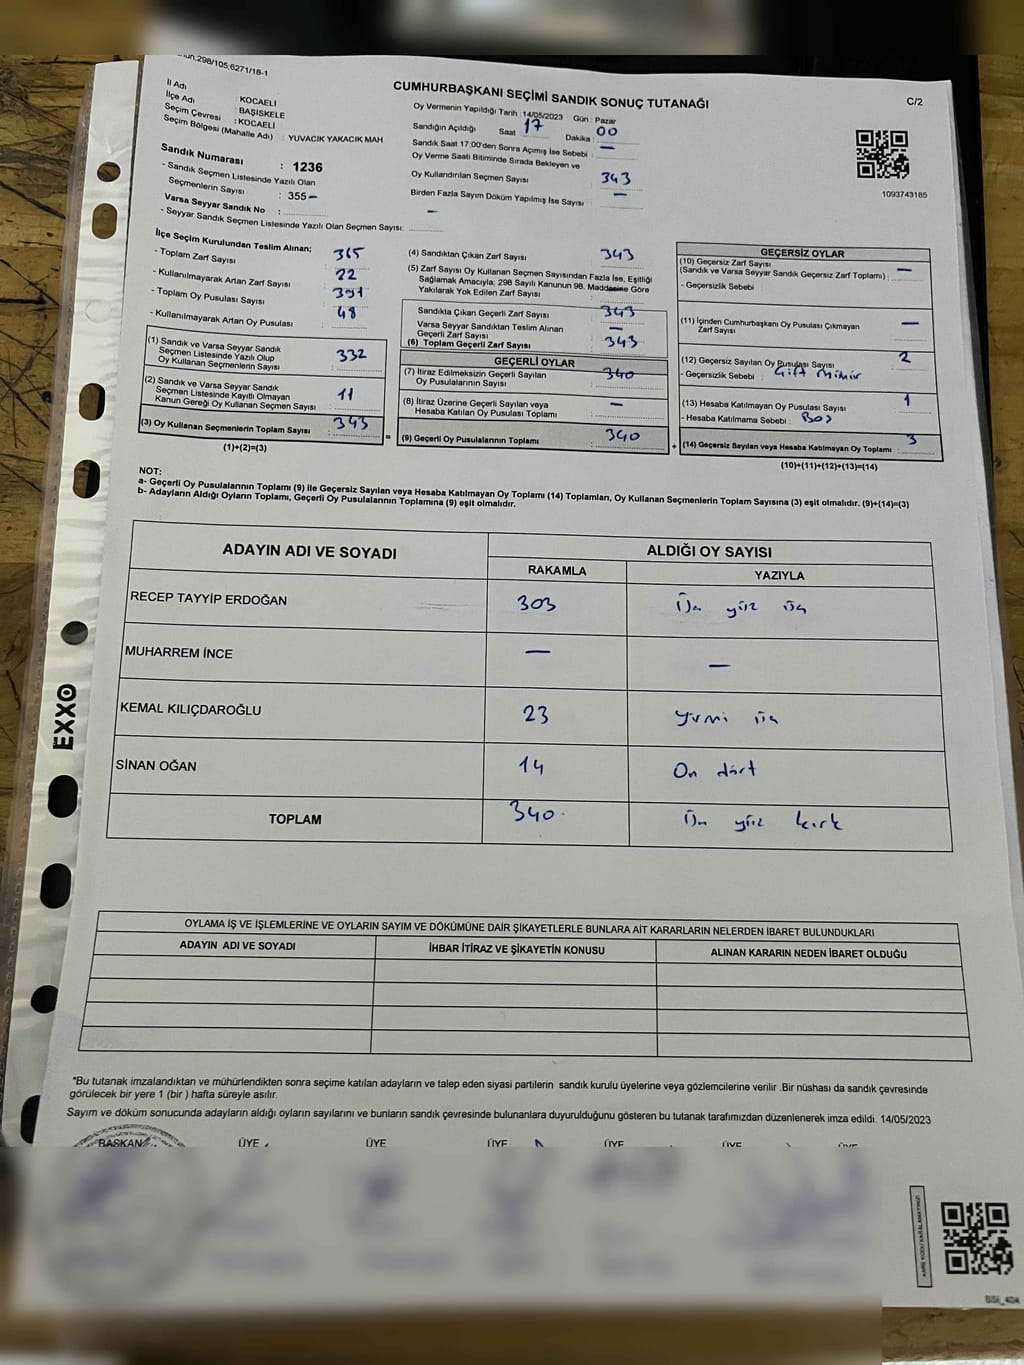 298/105;6271/18-1
CUMHURBAŞKANI SEÇİMİ SANDIK SONUÇ TUTANAĞI
C/2
İl Adı : KOCAELİ
İlçe Adı : BAŞİSKELE
Seçim Çevresi : KOCAELİ
Seçim Bölgesi (Mahalle Adı) : YUVACIK YAKACIK MAH
Sandık Numarası : 1236
- Sandık Seçmen Listesinde Yazılı Olan
Seçmenlerin Sayısı : 355 -
Varsa Seyyar Sandık No :
- Seyyar Sandık Seçmen Listesinde Yazılı Olan Seçmen Sayısı: -
Oy Vermenin Yapıldığı Tarih :14/05/2023 Gün : Pazar
Sandığın Açıldığı Saat 17 Dakika : 00
Sandık Saat 17:00'den Sonra Açımış İse Sebebi : -
Oy Verme Saati Bitiminde Sırada Bekleyen ve
Oy Kullandırılan Seçmen Sayısı : 343
Birden Fazla Sayım Döküm Yapılmış İse Sayısı : -
1093743185
İlçe Seçim Kurulundan Teslim Alınan;
- Toplam Zarf Sayısı : 365
- Kullanılmayarak Artan Zarf Sayısı : 22
- Toplam Oy Pusulası Sayısı : 391
- Kullanılmayarak Artan Oy Pusulası : 48
(1) Sandık ve Varsa Seyyar Sandık
Seçmen Listesinde Yazılı Olup
Oy Kullanan Seçmenlerin Sayısı : 332
(2) Sandık ve Varsa Seyyar Sandık
Seçmen Listesinde Kayıtlı Olmayan
Kanun Gereği Oy Kullanan Seçmen Sayısı : 11
(3) Oy Kullanan Seçmenlerin Toplam Sayısı : 343
(1)+(2)=(3)
=
(4) Sandıktan Çıkan Zarf Sayısı : 343
(5) Zarf Sayısı Oy Kullanan Seçmen Sayısından Fazla İse, Eşitliği
Sağlamak Amacıyla, 298 Sayılı Kanunun 98. Maddesine Göre
Yakılarak Yok Edilen Zarf Sayısı :
Sandıkta Çıkan Geçerli Zarf Sayısı : 343
Varsa Seyyar Sandıktan Teslim Alınan
Geçerli Zarf Sayısı : -
(6) Toplam Geçerli Zarf Sayısı : 343
GEÇERLİ OYLAR
(7) İtiraz Edilmeksizin Geçerli Sayılan
Oy Pusulalarının Sayısı : 340
(8) İtiraz Üzerine Geçerli Sayılan veya
Hesaba Katılan Oy Pusulası Toplamı : -
(9) Geçerli Oy Pusulalarının Toplamı : 340
+
GEÇERSİZ OYLAR
(10) Geçersiz Zarf Sayısı
(Sandık ve Varsa Seyyar Sandık Geçersiz Zarf Toplamı) : -
- Geçersizlik Sebebi :
(11) İçinden Cumhurbaşkanı Oy Pusulası Çıkmayan
Zarf Sayısı : -
(12) Geçersiz Sayılan Oy Pusulası Sayısı : 2
- Geçersizlik Sebebi : Çift Mühür
(13) Hesaba Katılmayan Oy Pusulası Sayısı : 1
- Hesaba Katılmama Sebebi : Boş
(14) Geçersiz Sayılan veya Hesaba Katılmayan Oy Toplamı : 3
(10)+(11)+(12)+(13)=(14)
NOT:
a- Geçerli Oy Pusulalarının Toplamı (9) ile Geçersiz Sayılan veya Hesaba Katılmayan Oy Toplamı (14) Toplamları, Oy Kullanan Seçmenlerin Toplam Sayısına (3) eşit olmalıdır. (9)+(14)=(3)
b- Adayların Aldığı Oyların Toplamı, Geçerli Oy Pusulalarının Toplamına (9) eşit olmalıdır.
ADAYIN ADI VE SOYADI
ALDIĞI OY SAYISI
RAKAMLA YAZIYLA
RECEP TAYYİP ERDOĞAN 303 Üç yüz üç
MUHARREM İNCE - -
KEMAL KILIÇDAROĞLU 23 Yirmi üç
SİNAN OĞAN 14 On dört
TOPLAM 340 Üç yüz kırk
OYLAMA İŞ VE İŞLEMLERİNE VE OYLARIN SAYIM VE DÖKÜMÜNE DAİR ŞİKAYETLERLE BUNLARA AİT KARARLARIN NELERDEN İBARET BULUNDUKLARI
ADAYIN ADI VE SOYADI İHBAR İTİRAZ VE ŞİKAYETİN KONUSU ALINAN KARARIN NEDEN İBARET OLDUĞU
*Bu tutanak imzalandıktan ve mühürlendikten sonra seçime katılan adayların ve talep eden siyasi partilerin sandık kurulu üyelerine veya gözlemcilerine verilir .Bir nüshası da sandık çevresinde
görülecek bir yere 1 (bir ) hafta süreyle asılır.
Sayım ve döküm sonucunda adayların aldığı oyların sayılarını ve bunların sandık çevresinde bulunanlara duyurulduğunu gösteren bu tutanak tarafımızdan düzenlenerek imza edildi. 14/05/2023
BAŞKAN ÜYE ÜYE ÜYE ÜYE ÜYE ÜYE
EXXO
KARE KODU KARALAMAYINIZ!